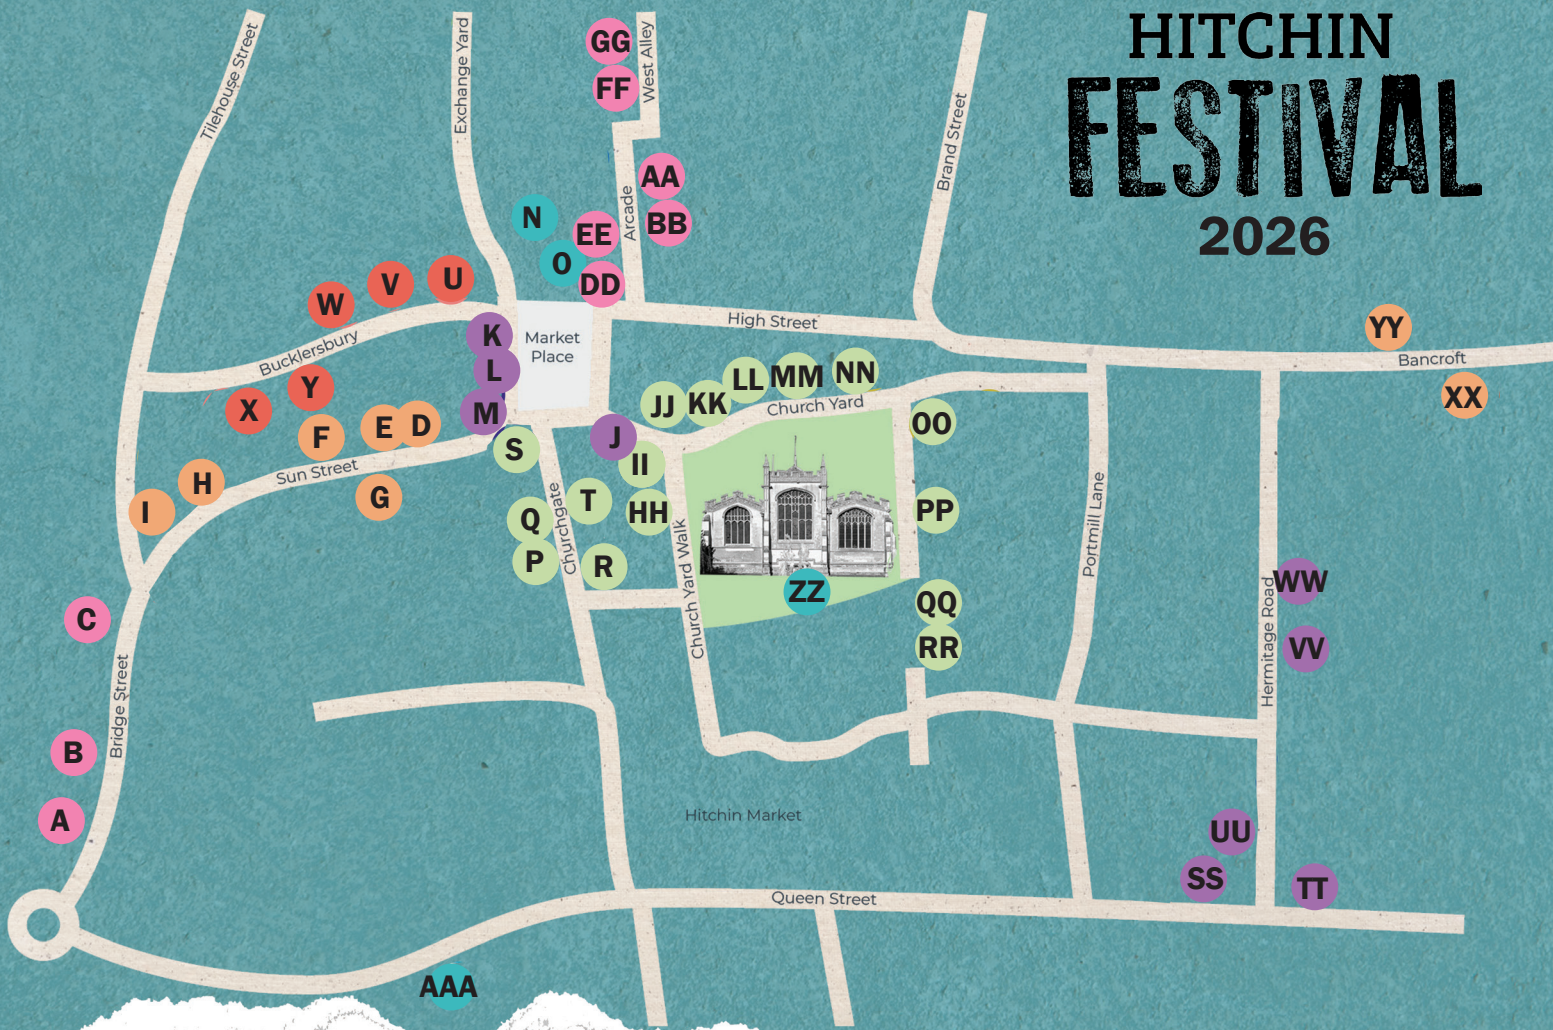 HITCHIN
FESTIVAL
2026
Tilehouse Street
Exchange Yard
GG
West Alley
FF
Brand Street
AA
Arcade
BB
N
EE
O
DD
U
V
W
Bucklersbury
K
Market
Place
High Street
YY
Bancroft
L
XX
Y
X
M
JJ
KK
LL
MM
NN
Church Yard
F
E
D
J
S
OO
II
Sun Street
H
I
G
T
HH
Q
P
Churchgate
R
Church Yard Walk
PP
Portmill Lane
ZZ
QQ
RR
WW
VV
Hermitage Road
C
B
Bridge Street
A
Hitchin Market
UU
SS
TT
Queen Street
AAA